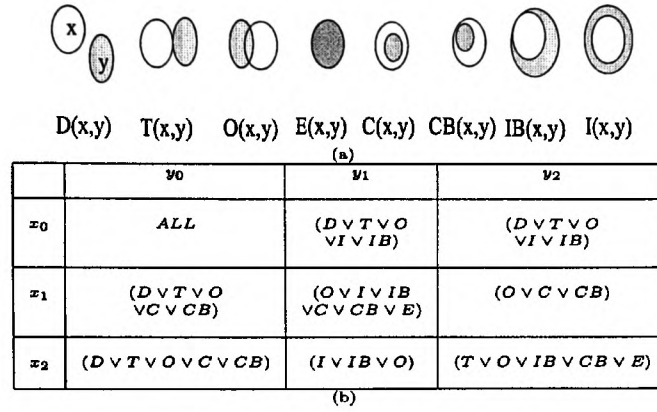 x
y
D(x,y) T(x,y) O(x,y) E(x,y) C(x,y) CB(x,y) IB(x,y) I(x,y)
(a)
y₀ y₁ y₂
x₀ ALL (D ∨ T ∨ O (D ∨ T ∨ O
∨I ∨ IB) ∨I ∨ IB)
x₁ (D ∨ T ∨ O (O ∨ I ∨ IB (O ∨ C ∨ CB)
∨C ∨ CB) ∨C ∨ CB ∨ E)
x₂ (D ∨ T ∨ O ∨ C ∨ CB) (I ∨ IB ∨ O) (T ∨ O ∨ IB ∨ CB ∨ E)
(b)